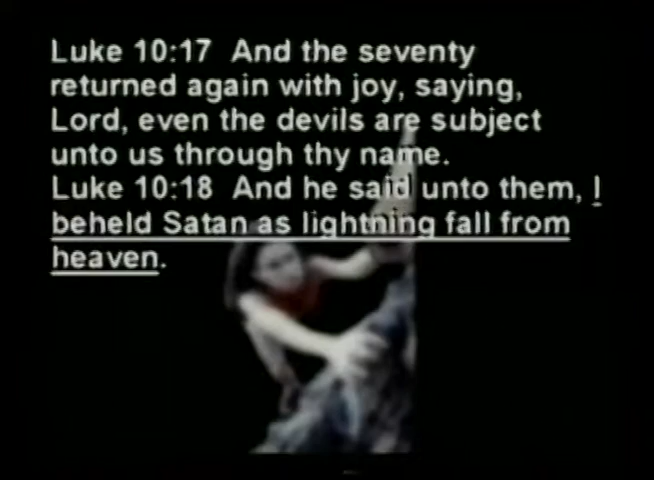 Luke 10:17  And the seventy
returned again with joy, saying,
Lord, even the devils are subject
unto us through thy name.
Luke 10:18  And he said unto them, I
beheld Satan as lightning fall from
heaven.